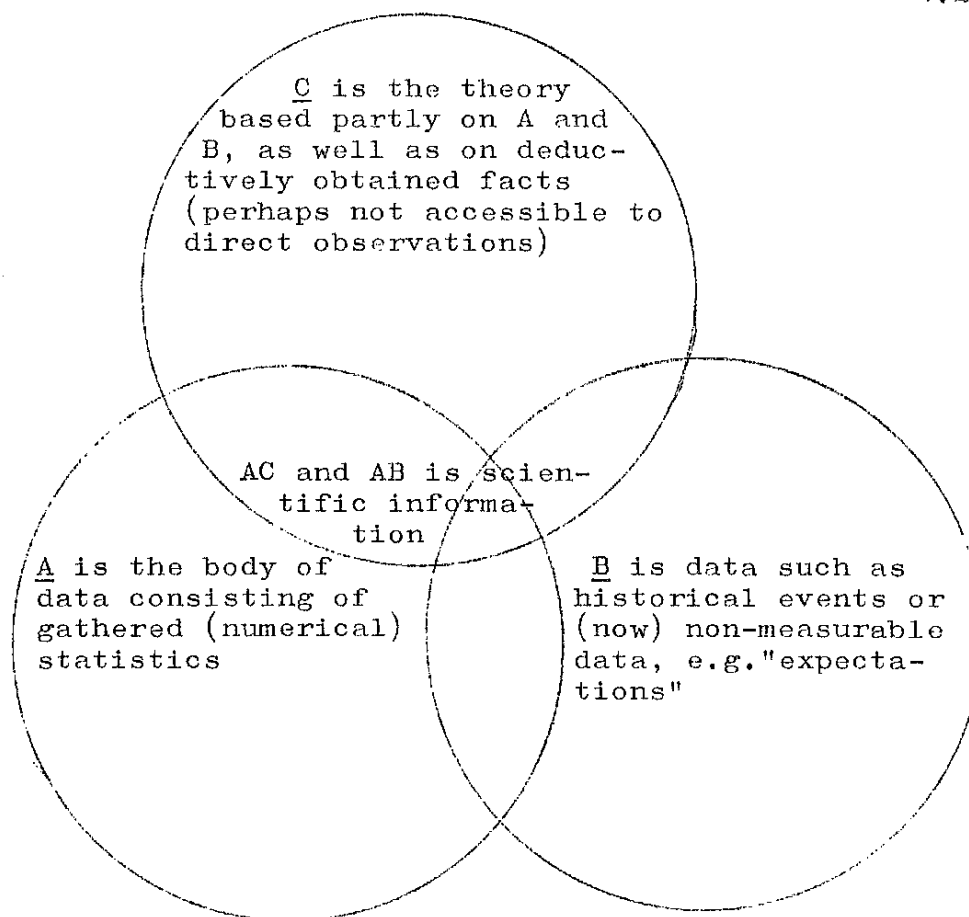 C is the theory
based partly on A and
B, as well as on deduc-
tively obtained facts
(perhaps not accessible to
direct observations)
AC and AB is scien-
tific informa-
tion
A is the body of
data consisting of
gathered (numerical)
statistics
B is data such as
historical events or
(now) non-measurable
data, e.g."expecta-
tions"